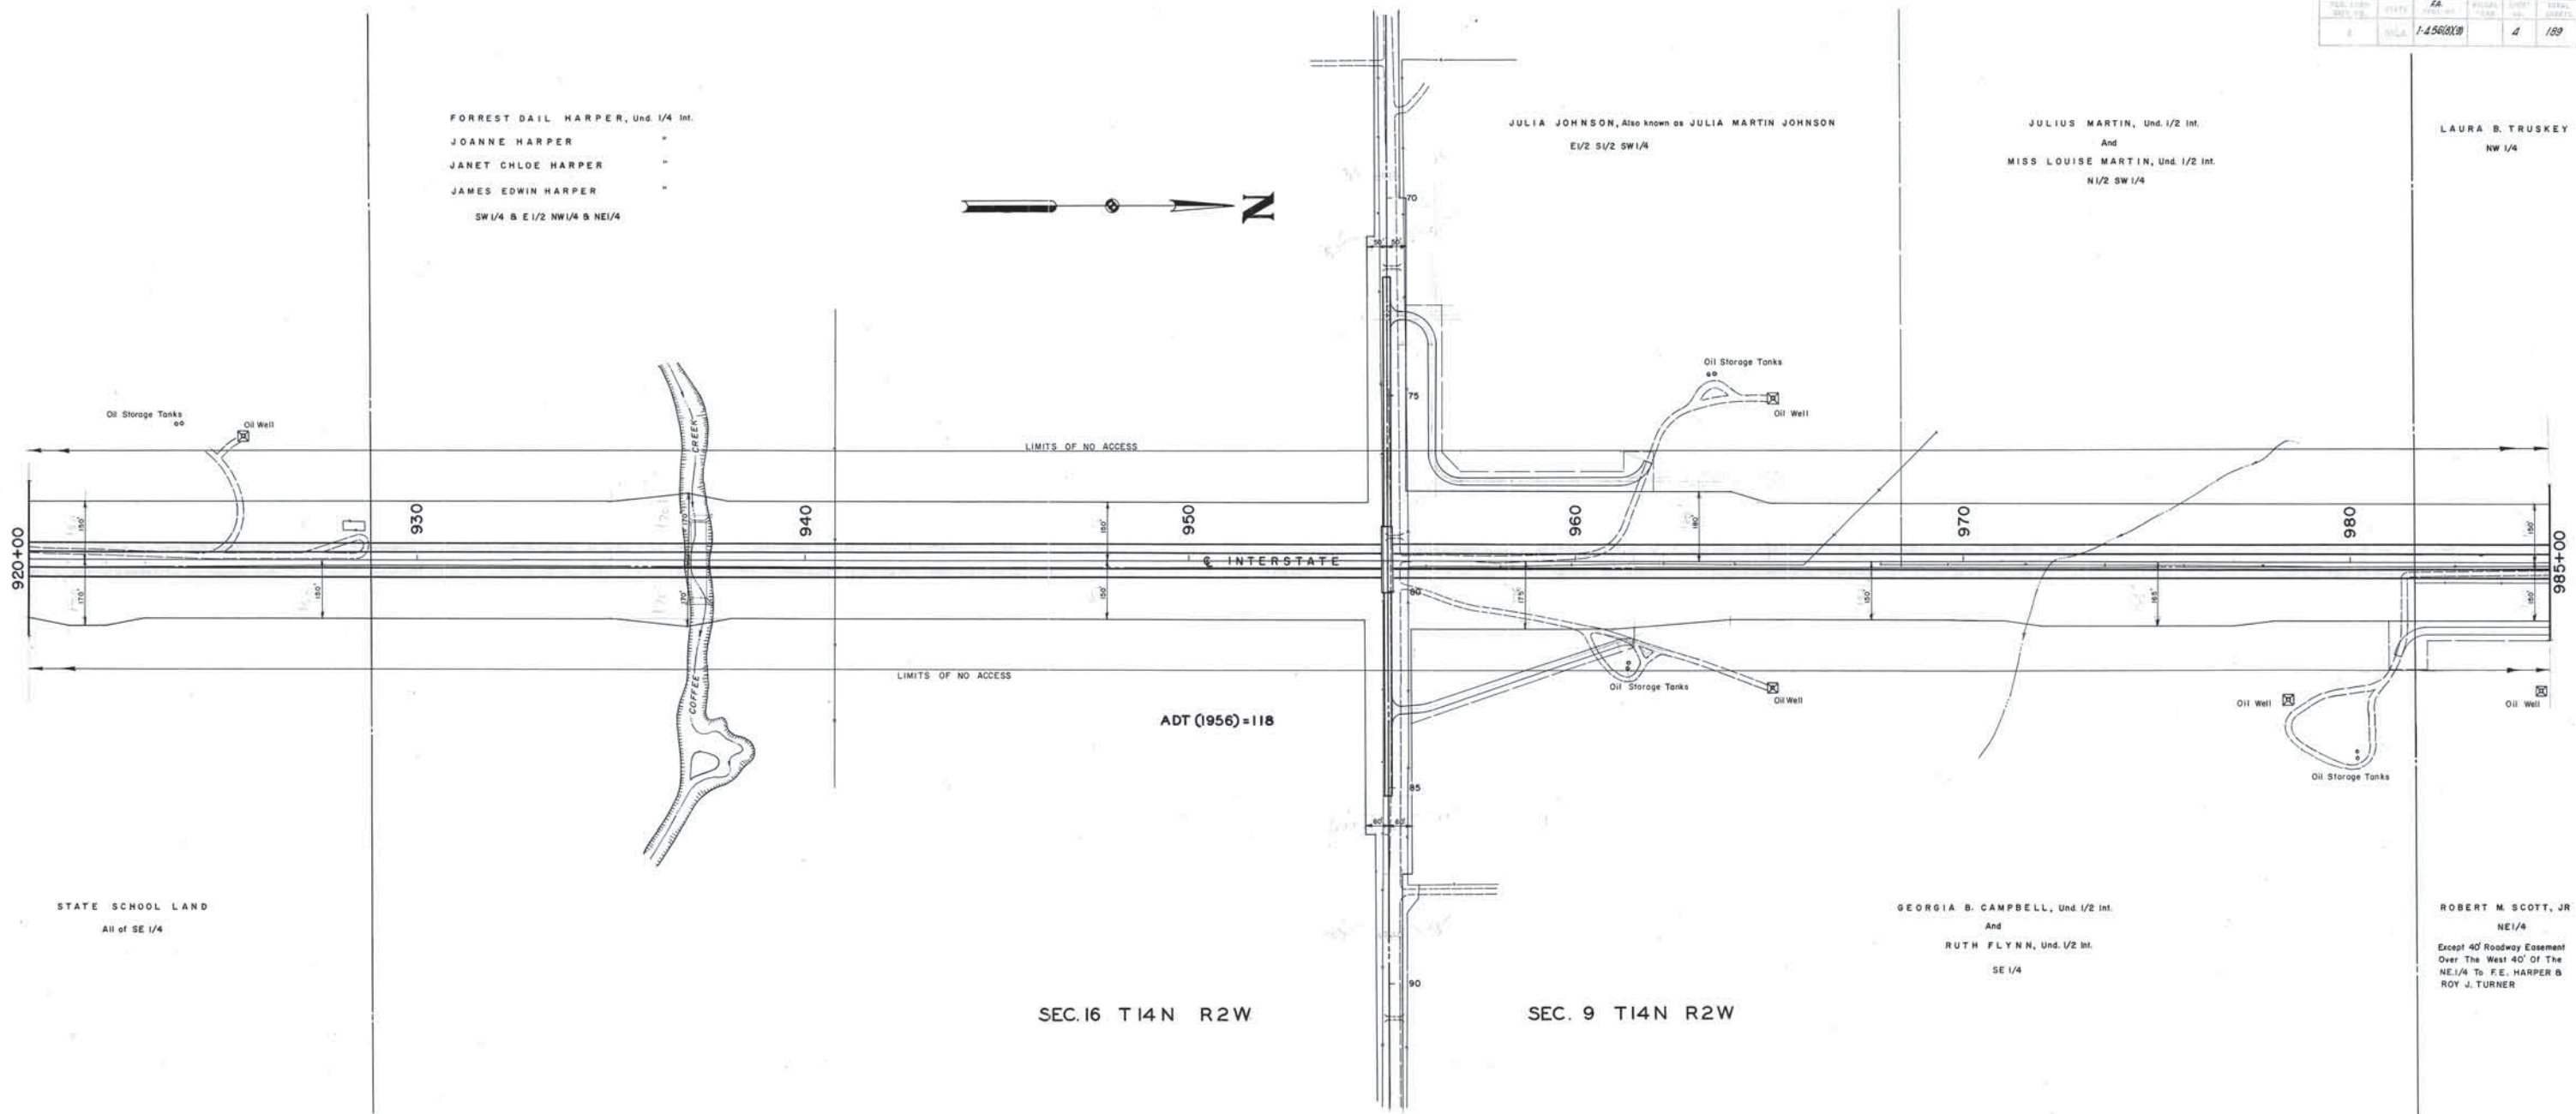 STATE
F.A.
I-456(8)(9)
4
189
FORREST DAIL HARPER, Und. 1/4 Int.
JOANNE HARPER "
JANET CHLOE HARPER "
JAMES EDWIN HARPER "
SW1/4 & E1/2 NW1/4 & NE1/4
N
JULIA JOHNSON, Also known as JULIA MARTIN JOHNSON
E1/2 S1/2 SW1/4
JULIUS MARTIN, Und. 1/2 Int.
And
MISS LOUISE MARTIN, Und. 1/2 Int.
N1/2 SW1/4
LAURA B. TRUSKEY
NW 1/4
70
50' 50'
Oil Storage Tanks
Oil Well
75
Oil Storage Tanks
Oil Well
CREEK
LIMITS OF NO ACCESS
920+00
150'
930
170'
940
150'
950
960
180'
970
980
150'
985+00
℄ INTERSTATE
170'
150'
170'
150'
80
175'
150'
165'
150'
LIMITS OF NO ACCESS
COFFEE
Oil Storage Tanks
Oil Well
Oil Well
Oil Well
Oil Storage Tanks
ADT (1956) = 118
85
60' 60'
STATE SCHOOL LAND
All of SE 1/4
GEORGIA B. CAMPBELL, Und. 1/2 Int.
And
RUTH FLYNN, Und. 1/2 Int.
SE 1/4
ROBERT M. SCOTT, JR
NE1/4
Except 40' Roadway Easement
Over The West 40' Of The
NE.1/4 To F.E. HARPER &
ROY J. TURNER
90
SEC. 16 T14N R2W
SEC. 9 T14N R2W